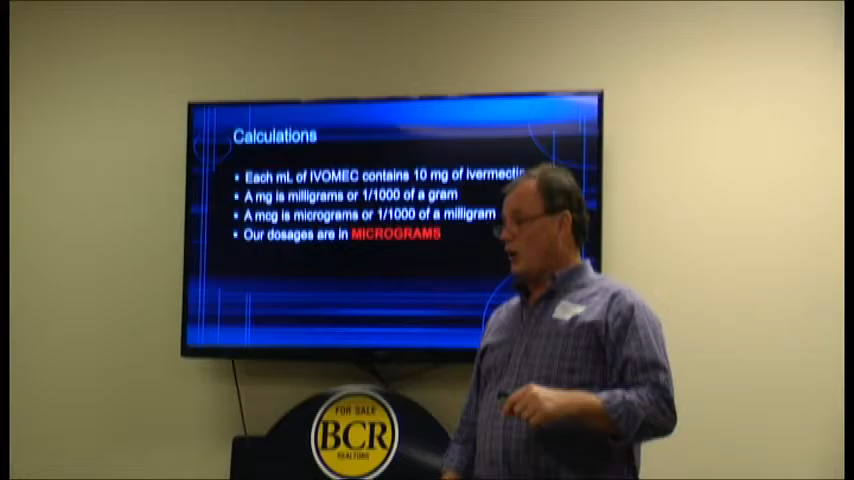 Calculations
• Each mL of IVOMEC contains 10 mg of ivermectin
• A mg is milligrams or 1/1000 of a gram
• A mcg is micrograms or 1/1000 of a milligram
• Our dosages are in MICROGRAMS
FOR SALE
BCR
REALTORS